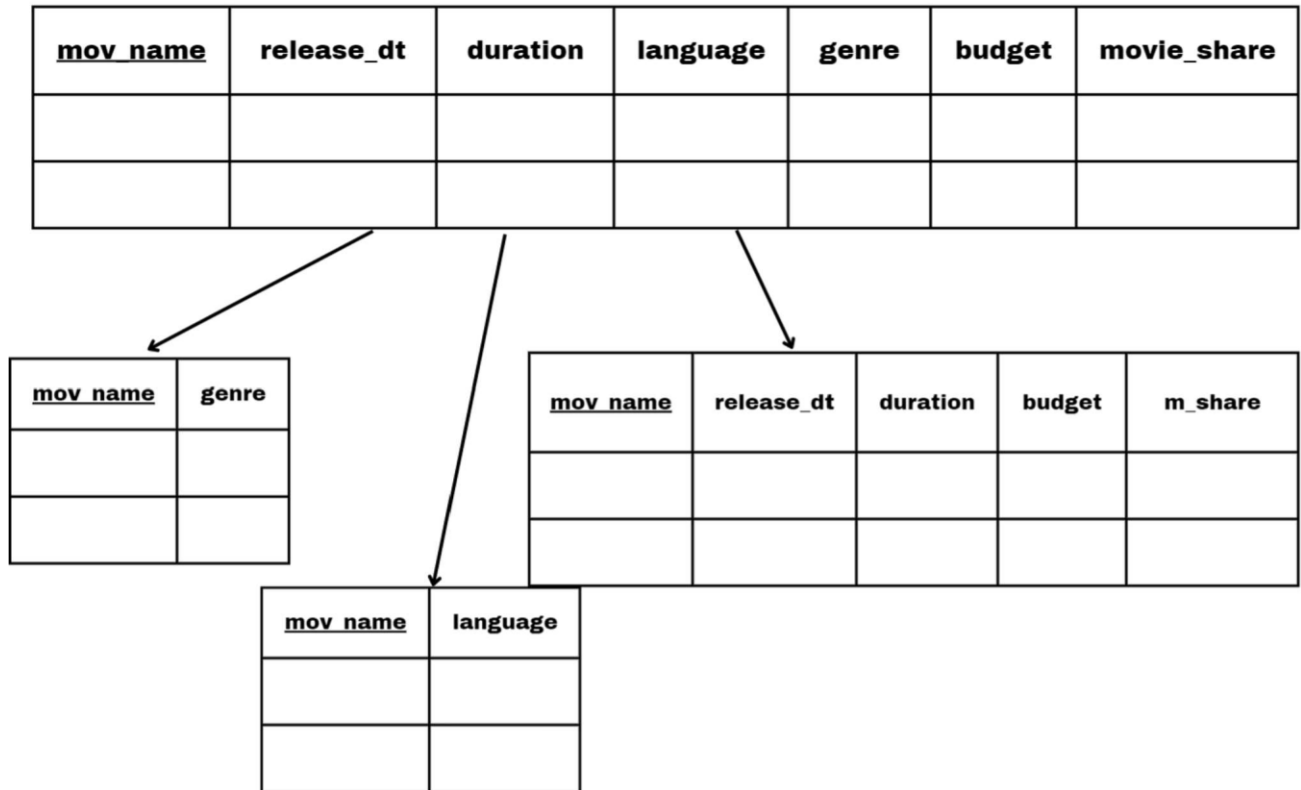 mov_name release_dt duration language genre budget movie_share
mov_name genre
mov_name release_dt duration budget m_share
mov_name language